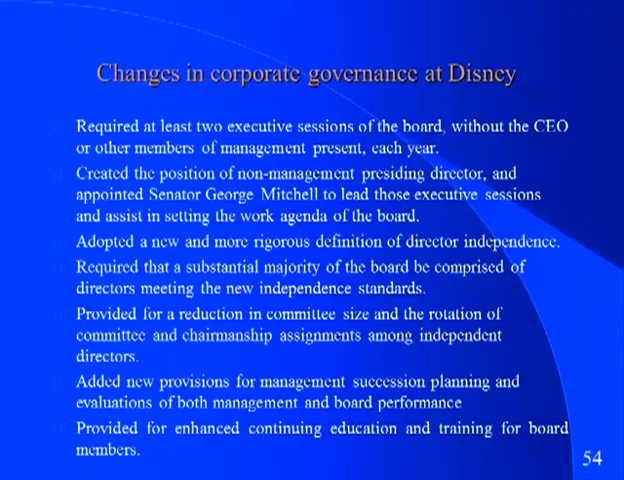 Changes in corporate governance at Disney
Required at least two executive sessions of the board, without the CEO
or other members of management present, each year.
Created the position of non-management presiding director, and
appointed Senator George Mitchell to lead those executive sessions
and assist in setting the work agenda of the board.
Adopted a new and more rigorous definition of director independence.
Required that a substantial majority of the board be comprised of
directors meeting the new independence standards.
Provided for a reduction in committee size and the rotation of
committee and chairmanship assignments among independent
directors.
Added new provisions for management succession planning and
evaluations of both management and board performance
Provided for enhanced continuing education and training for board
members.
54